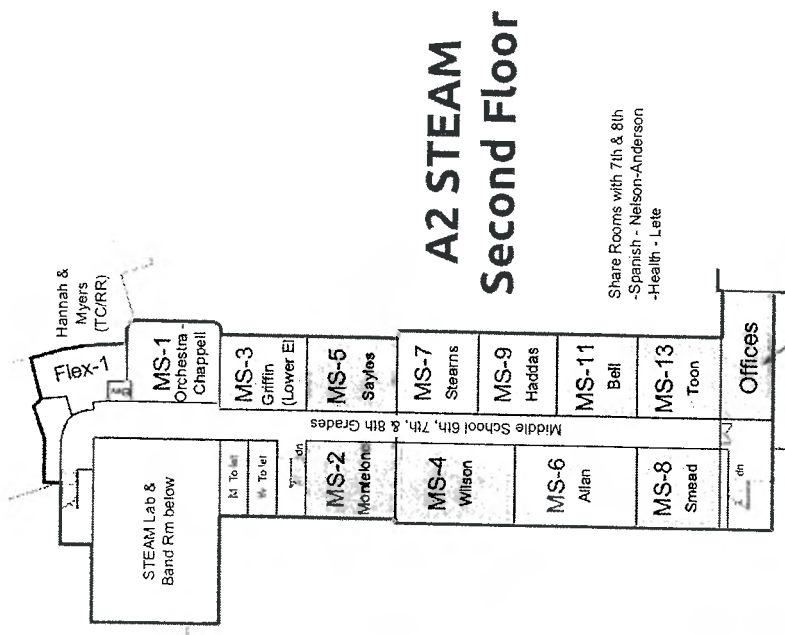 A2 STEAM
Second Floor
Hannah &
Myers
(TC/RR)
Flex-1
Elev
MS-1
Orchestra -
Chappell
MS-3
Griffin
(Lower El
MS-5
Sayles
MS-7
Stearns
MS-9
Haddas
MS-11
Bell
MS-13
Toon
Offices
Middle School 6th, 7th, & 8th Grades
STEAM Lab &
Band Rm below
M Toilet
W Toilet
dn
MS-2
Montelone
MS-4
Wilson
MS-6
Allan
MS-8
Smead
dn
Share Rooms with 7th & 8th
-Spanish - Nelson-Anderson
-Health - Lete